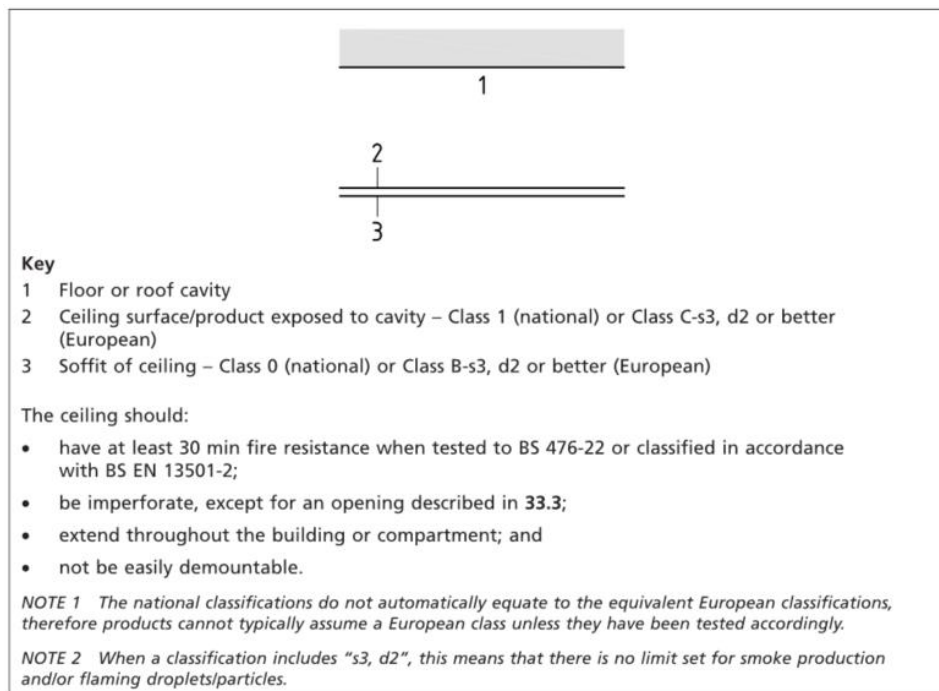 1
2
3
Key
1 Floor or roof cavity
2 Ceiling surface/product exposed to cavity – Class 1 (national) or Class C-s3, d2 or better
(European)
3 Soffit of ceiling – Class 0 (national) or Class B-s3, d2 or better (European)
The ceiling should:
• have at least 30 min fire resistance when tested to BS 476-22 or classified in accordance
with BS EN 13501-2;
• be imperforate, except for an opening described in 33.3;
• extend throughout the building or compartment; and
• not be easily demountable.
NOTE 1 The national classifications do not automatically equate to the equivalent European classifications,
therefore products cannot typically assume a European class unless they have been tested accordingly.
NOTE 2 When a classification includes “s3, d2”, this means that there is no limit set for smoke production
and/or flaming droplets/particles.